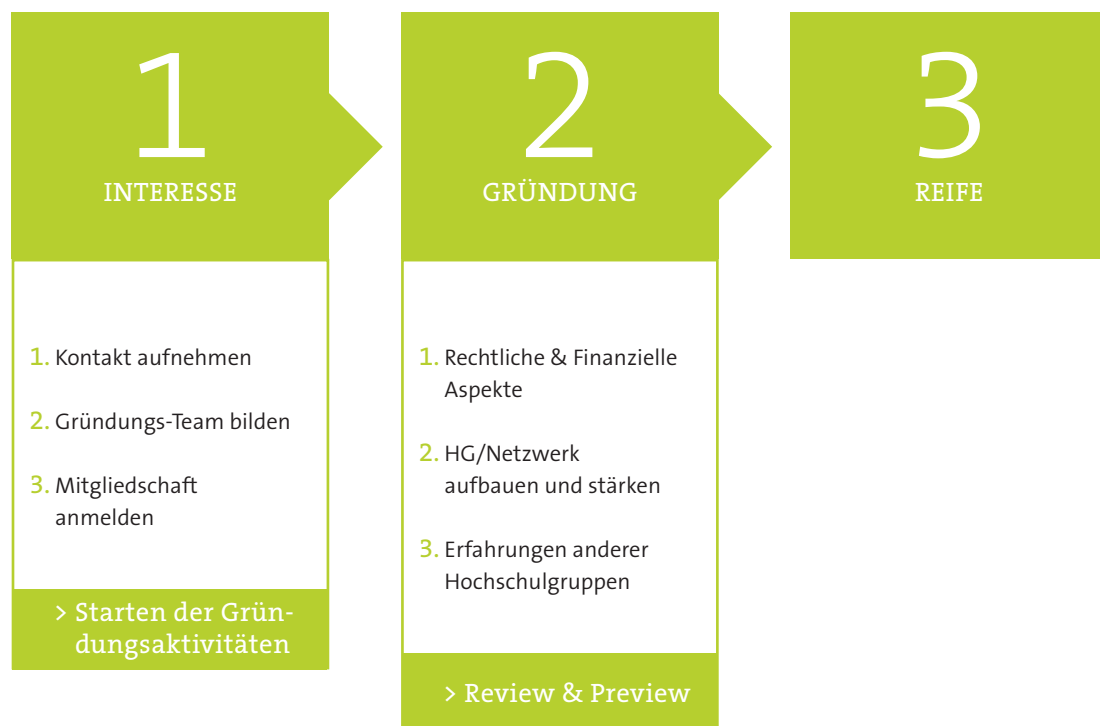 1
INTERESSE
1. Kontakt aufnehmen
2. Gründungs-Team bilden
3. Mitgliedschaft
anmelden
> Starten der Grün-
dungsaktivitäten
2
GRÜNDUNG
1. Rechtliche & Finanzielle
Aspekte
2. HG/Netzwerk
aufbauen und stärken
3. Erfahrungen anderer
Hochschulgruppen
> Review & Preview
3
REIFE